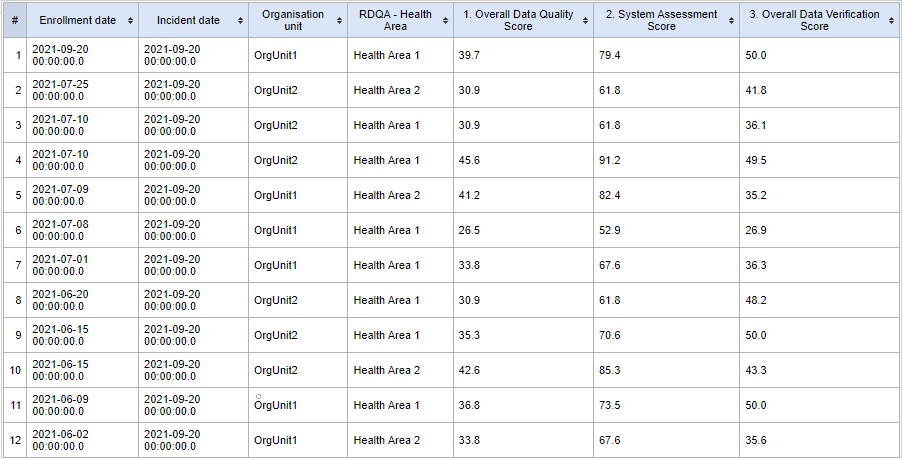 # Enrollment date Incident date Organisation unit RDQA - Health Area 1. Overall Data Quality Score 2. System Assessment Score 3. Overall Data Verification Score
1 2021-09-20 00:00:00.0 2021-09-20 00:00:00.0 OrgUnit1 Health Area 1 39.7 79.4 50.0
2 2021-07-25 00:00:00.0 2021-09-20 00:00:00.0 OrgUnit2 Health Area 2 30.9 61.8 41.8
3 2021-07-10 00:00:00.0 2021-09-20 00:00:00.0 OrgUnit2 Health Area 1 30.9 61.8 36.1
4 2021-07-10 00:00:00.0 2021-09-20 00:00:00.0 OrgUnit2 Health Area 1 45.6 91.2 49.5
5 2021-07-09 00:00:00.0 2021-09-20 00:00:00.0 OrgUnit1 Health Area 2 41.2 82.4 35.2
6 2021-07-08 00:00:00.0 2021-09-20 00:00:00.0 OrgUnit1 Health Area 1 26.5 52.9 26.9
7 2021-07-01 00:00:00.0 2021-09-20 00:00:00.0 OrgUnit1 Health Area 1 33.8 67.6 36.3
8 2021-06-20 00:00:00.0 2021-09-20 00:00:00.0 OrgUnit2 Health Area 1 30.9 61.8 48.2
9 2021-06-15 00:00:00.0 2021-09-20 00:00:00.0 OrgUnit2 Health Area 1 35.3 70.6 50.0
10 2021-06-15 00:00:00.0 2021-09-20 00:00:00.0 OrgUnit2 Health Area 2 42.6 85.3 43.3
11 2021-06-09 00:00:00.0 2021-09-20 00:00:00.0 OrgUnit1 Health Area 1 36.8 73.5 50.0
12 2021-06-02 00:00:00.0 2021-09-20 00:00:00.0 OrgUnit1 Health Area 2 33.8 67.6 35.6